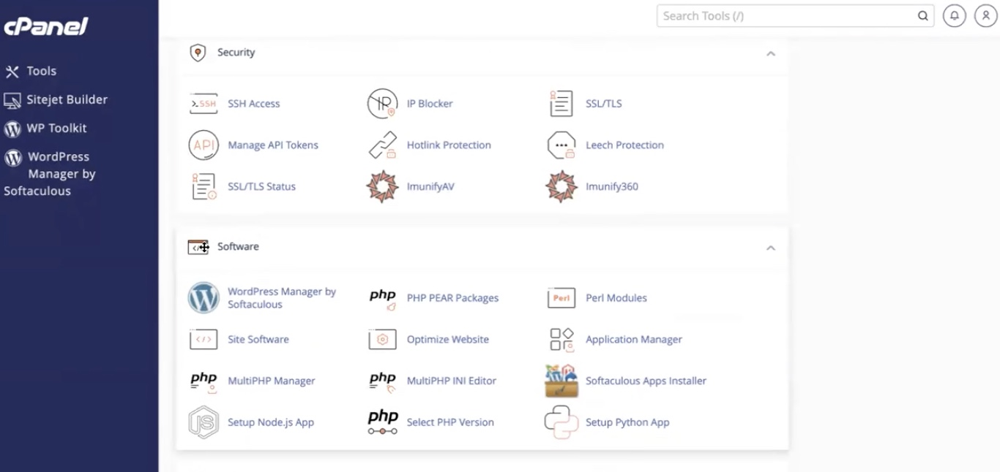 cPanel
Search Tools (/)
Tools
Sitejet Builder
WP Toolkit
WordPress
Manager by
Softaculous
Security
>_SSH
SSH Access
IP
IP Blocker
SSL/TLS
API
Manage API Tokens
Hotlink Protection
Leech Protection
SSL/TLS Status
ImunifyAV
Imunify360
</>
Software
WordPress Manager by
Softaculous
php
PHP PEAR Packages
Perl
Perl Modules
</>
Site Software
Optimize Website
Application Manager
php
MultiPHP Manager
php
MultiPHP INI Editor
Softaculous Apps Installer
JS
Setup Node.js App
php
Select PHP Version
Setup Python App